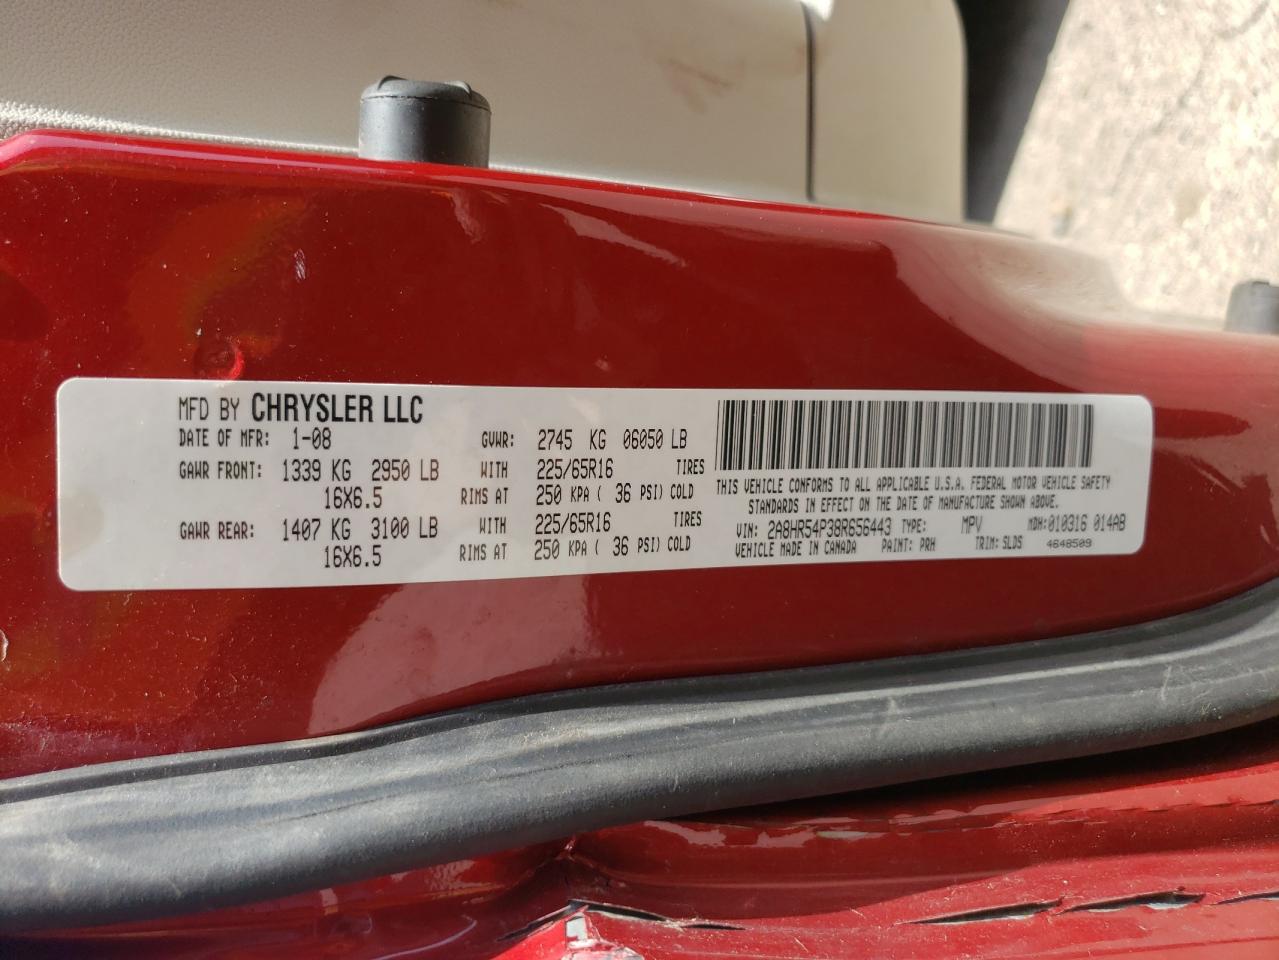 MFD BY CHRYSLER LLC
DATE OF MFR: 1-08 GVWR: 2745 KG 06050 LB
GAWR FRONT: 1339 KG 2950 LB WITH 225/65R16 TIRES
16X6.5 RIMS AT 250 KPA ( 36 PSI) COLD
GAWR REAR: 1407 KG 3100 LB WITH 225/65R16 TIRES
16X6.5 RIMS AT 250 KPA ( 36 PSI) COLD
THIS VEHICLE CONFORMS TO ALL APPLICABLE U.S.A. FEDERAL MOTOR VEHICLE SAFETY
STANDARDS IN EFFECT ON THE DATE OF MANUFACTURE SHOWN ABOVE.
VIN: 2A8HR54P38R656443 TYPE: MPV MDH: 010316 014AB
VEHICLE MADE IN CANADA PAINT: PRH TRIM: SLDS 4648509